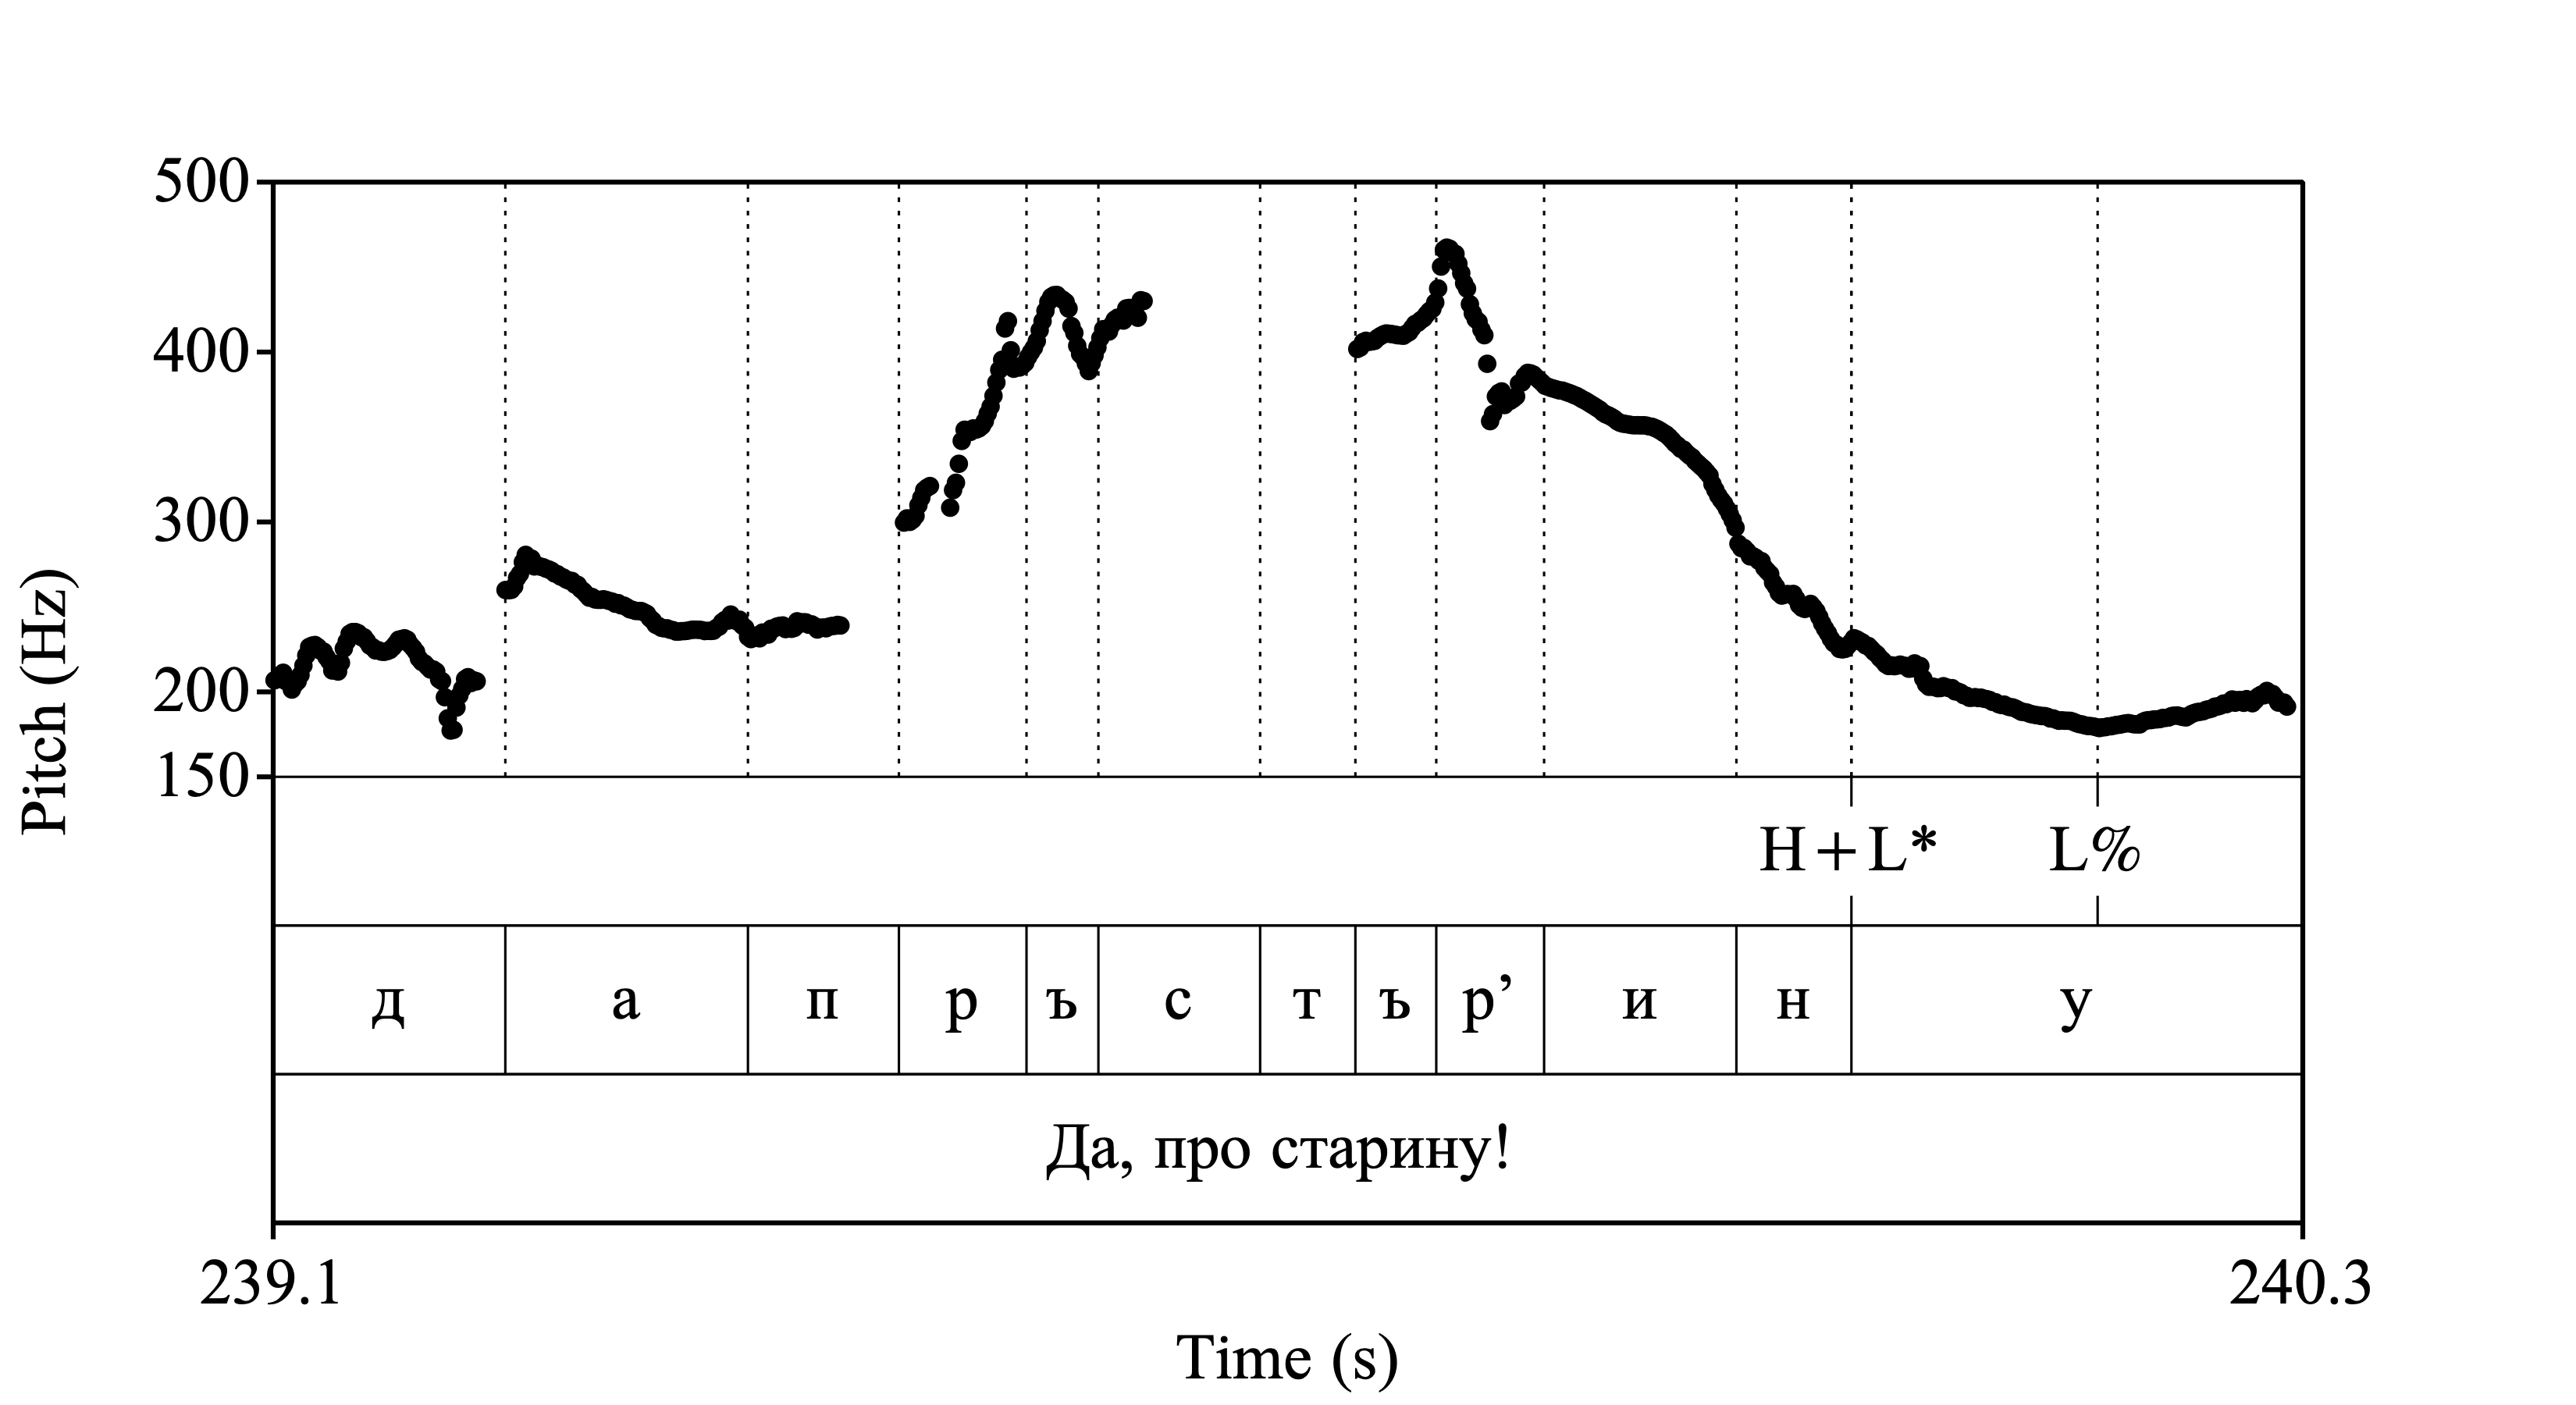 500
400
300
200
150
Pitch (Hz)
H+L* L%
д а п р ъ с т ъ р’ и н у
Да, про старину!
239.1 240.3
Time (s)